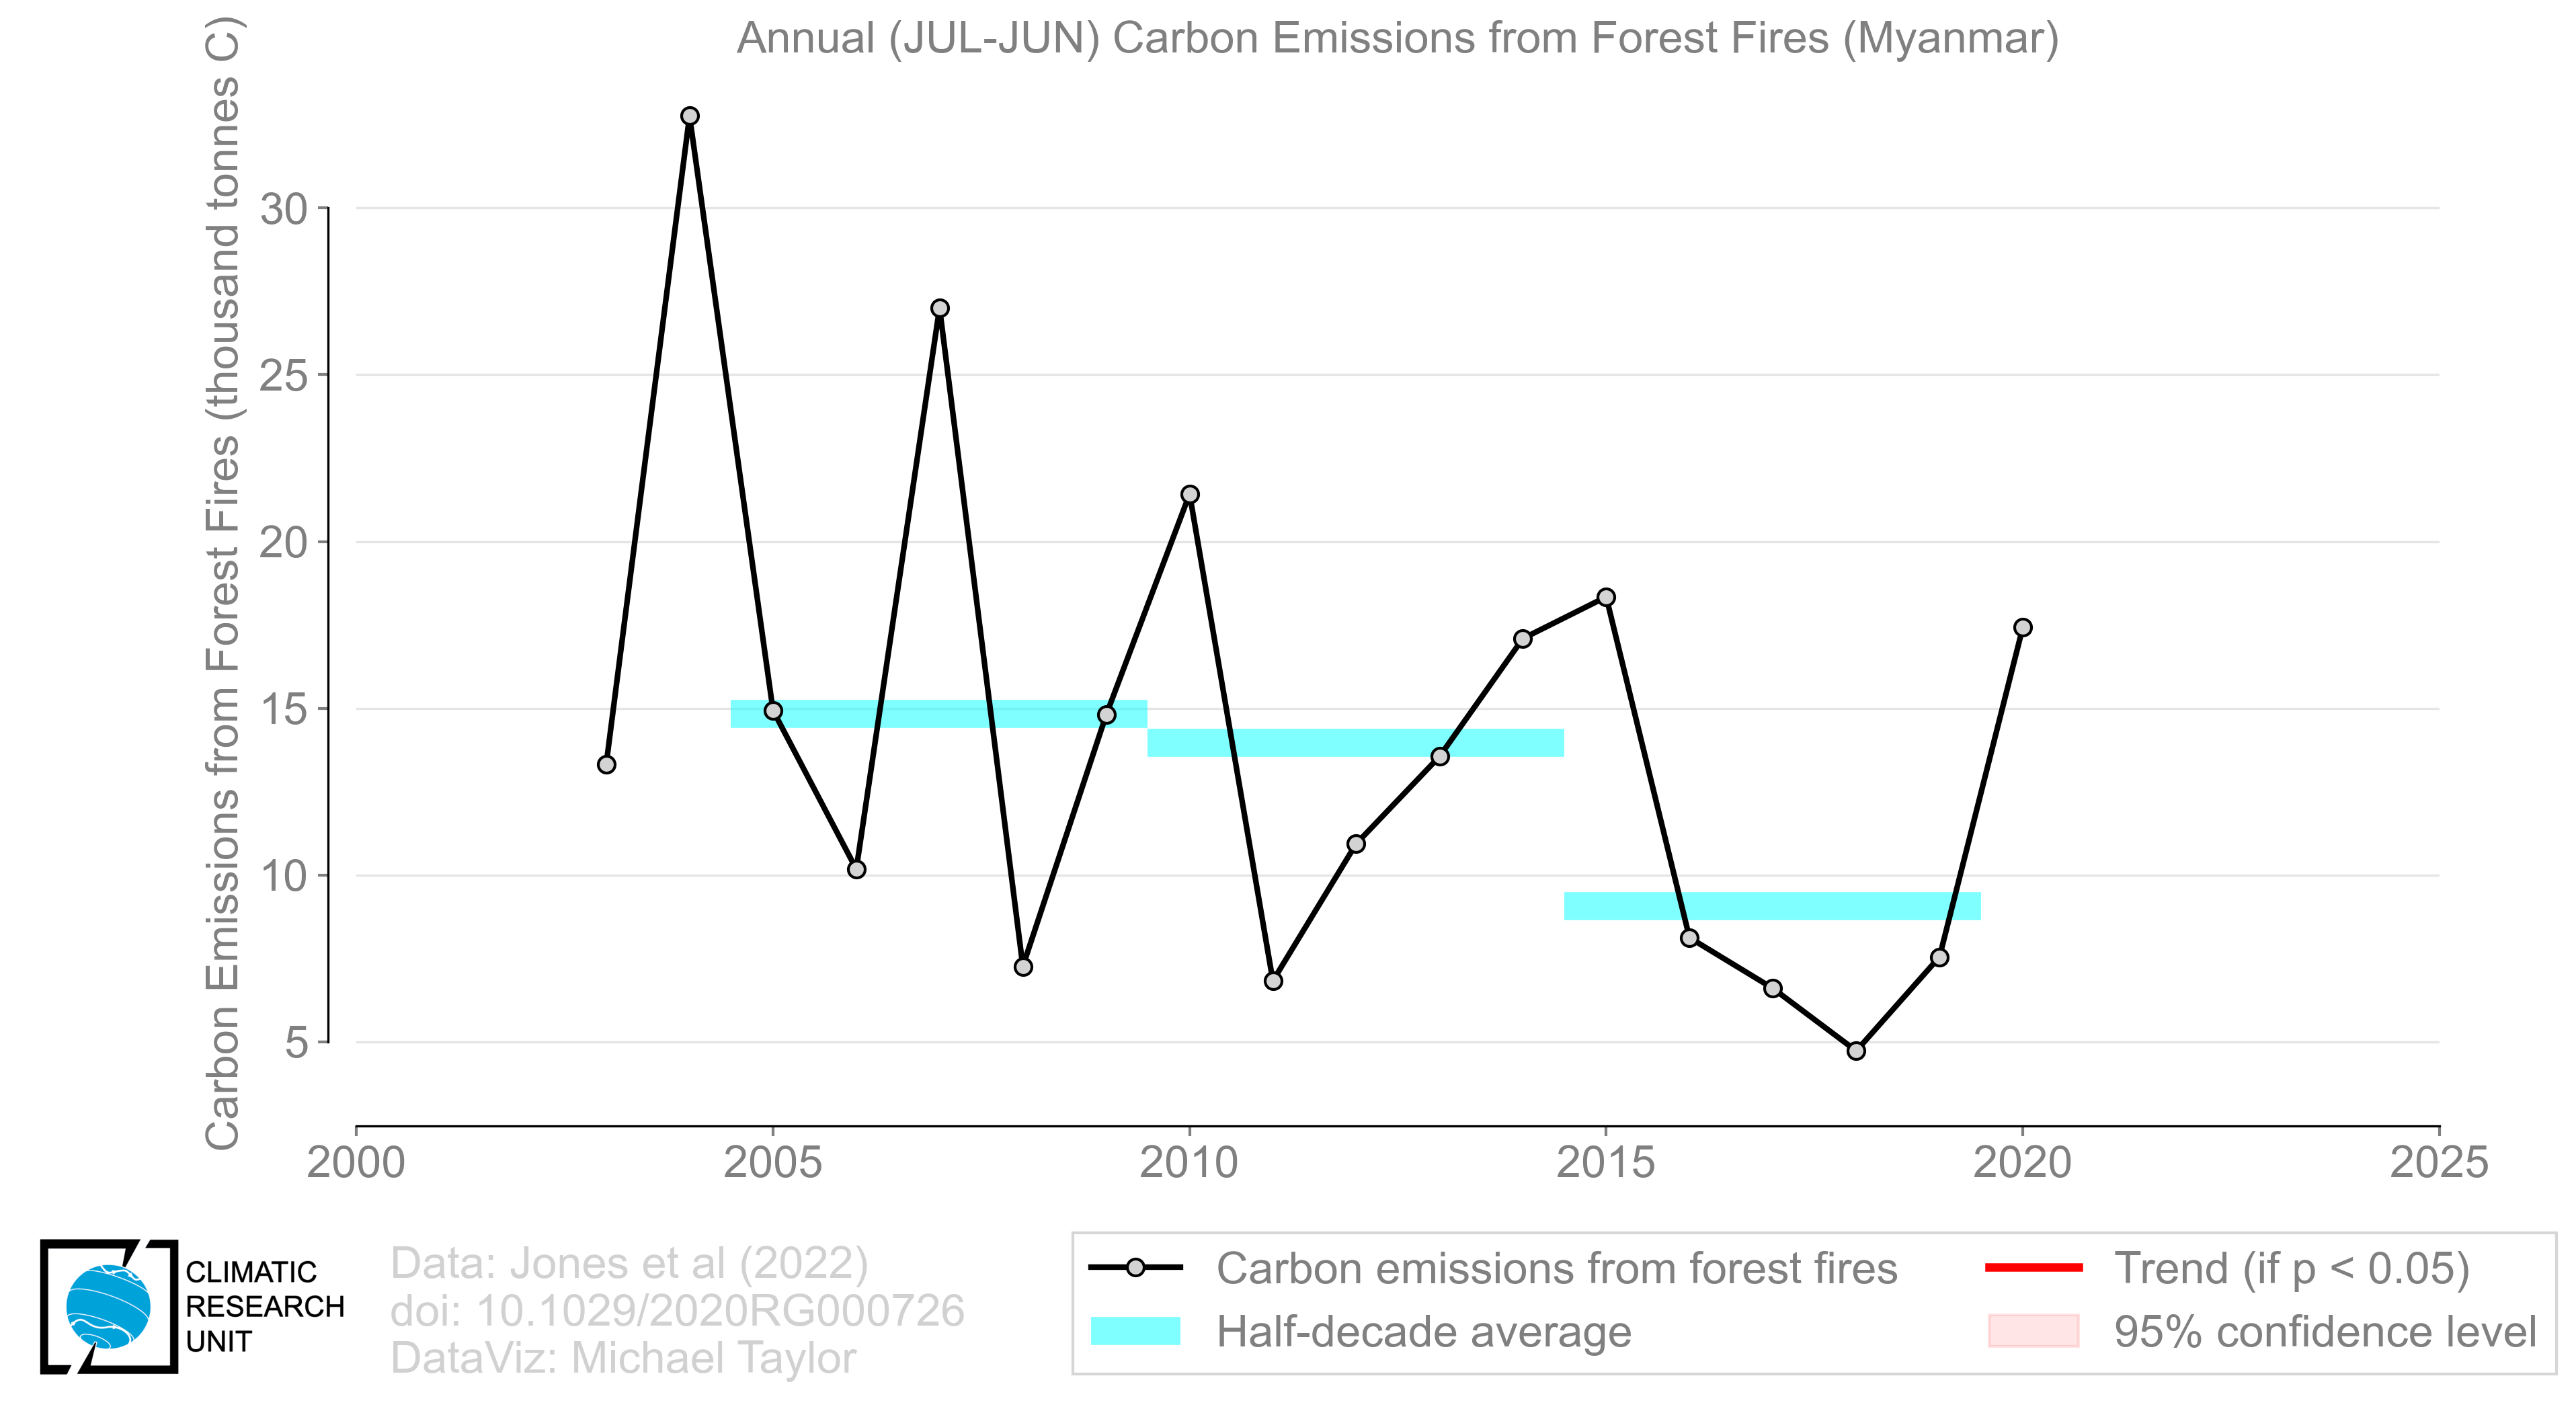 Annual (JUL-JUN) Carbon Emissions from Forest Fires (Myanmar)
Carbon Emissions from Forest Fires (thousand tonnes C)
30
25
20
15
10
5
2000 2005 2010 2015 2020 2025
CLIMATIC
RESEARCH
UNIT
Data: Jones et al (2022)
doi: 10.1029/2020RG000726
DataViz: Michael Taylor
Carbon emissions from forest fires
Half-decade average
Trend (if p < 0.05)
95% confidence level